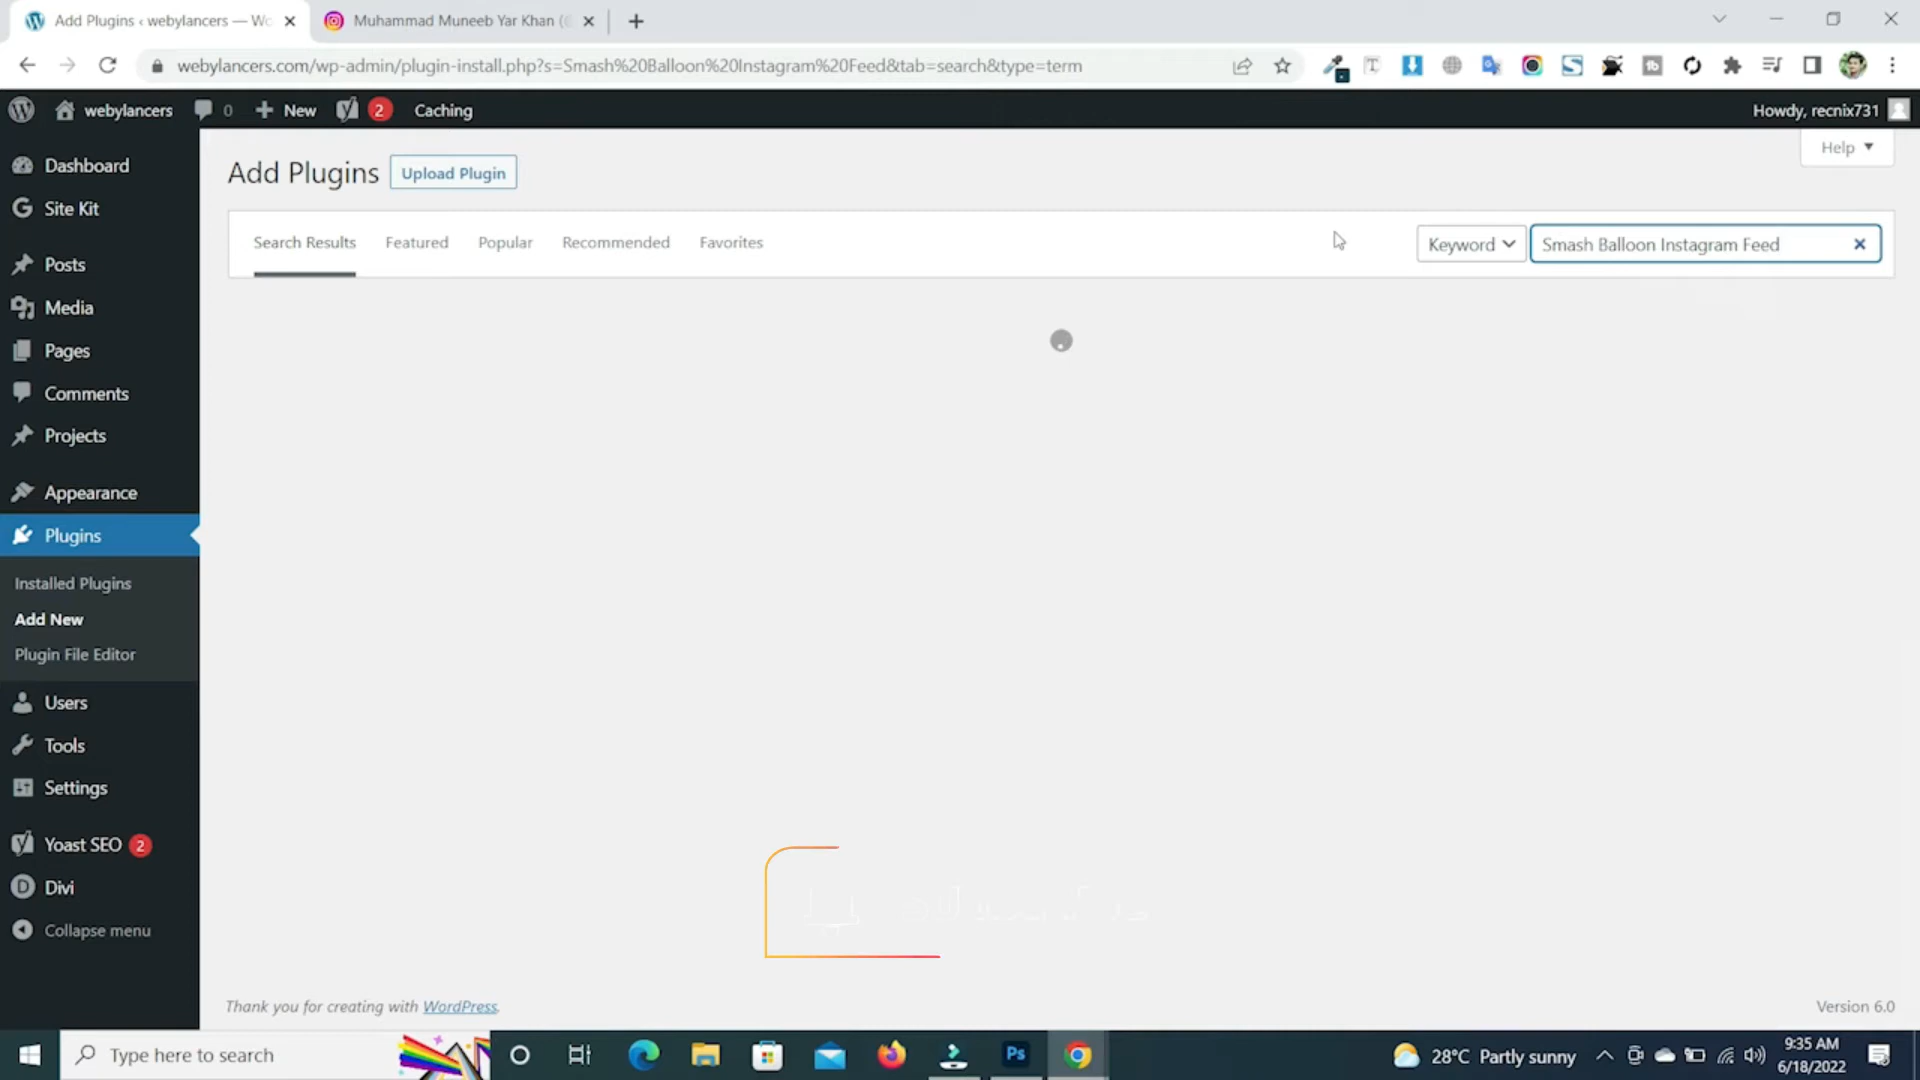 Add Plugins ‹ webylancers — Wo
Muhammad Muneeb Yar Khan (
webylancers.com/wp-admin/plugin-install.php?s=Smash%20Balloon%20Instagram%20Feed&tab=search&type=term
webylancers
0
New
2
Caching
Howdy, recnix731
Help
Dashboard
Site Kit
Posts
Media
Pages
Comments
Projects
Appearance
Plugins
Installed Plugins
Add New
Plugin File Editor
Users
Tools
Settings
Yoast SEO 2
Divi
Collapse menu
Add Plugins
Upload Plugin
Search Results
Featured
Popular
Recommended
Favorites
Keyword
Smash Balloon Instagram Feed
Thank you for creating with WordPress.
Version 6.0
Type here to search
Ps
28°C Partly sunny
9:35 AM
6/18/2022